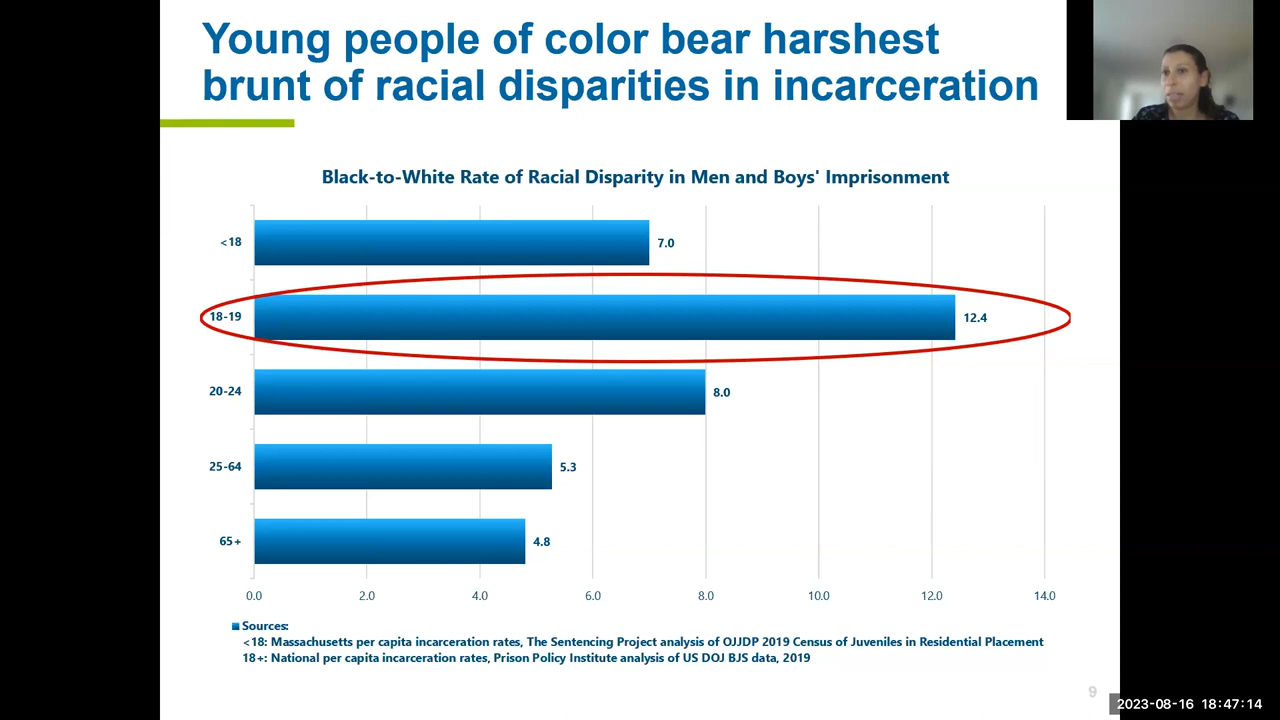 Young people of color bear harshest
brunt of racial disparities in incarceration
Black-to-White Rate of Racial Disparity in Men and Boys' Imprisonment
<18
7.0
18-19
12.4
20-24
8.0
25-64
5.3
65+
4.8
0.0 2.0 4.0 6.0 8.0 10.0 12.0 14.0
Sources:
<18: Massachusetts per capita incarceration rates, The Sentencing Project analysis of OJJDP 2019 Census of Juveniles in Residential Placement
18+: National per capita incarceration rates, Prison Policy Institute analysis of US DOJ BJS data, 2019
9
2023-08-16 18:47:14